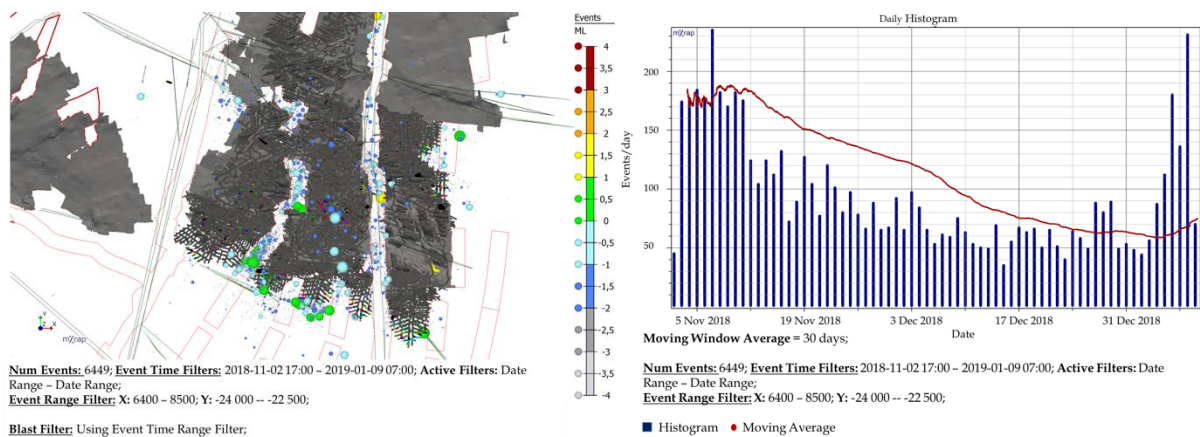 Events
ML
4
3,5
3
2,5
2
1,5
1
0,5
0
-0,5
-1
-1,5
-2
-2,5
-3
-3,5
-4
Y
Z X
mXrap
Num Events: 6449; Event Time Filters: 2018-11-02 17:00 – 2019-01-09 07:00; Active Filters: Date
Range – Date Range;
Event Range Filter: X: 6400 – 8500; Y: -24 000 -- -22 500;
Blast Filter: Using Event Time Range Filter;
Daily Histogram
mXrap
Events/day
200
150
100
50
5 Nov 2018 19 Nov 2018 3 Dec 2018 17 Dec 2018 31 Dec 2018
Date
Moving Window Average = 30 days;
Num Events: 6449; Event Time Filters: 2018-11-02 17:00 – 2019-01-09 07:00; Active Filters: Date
Range – Date Range;
Event Range Filter: X: 6400 – 8500; Y: -24 000 -- -22 500;
Histogram Moving Average